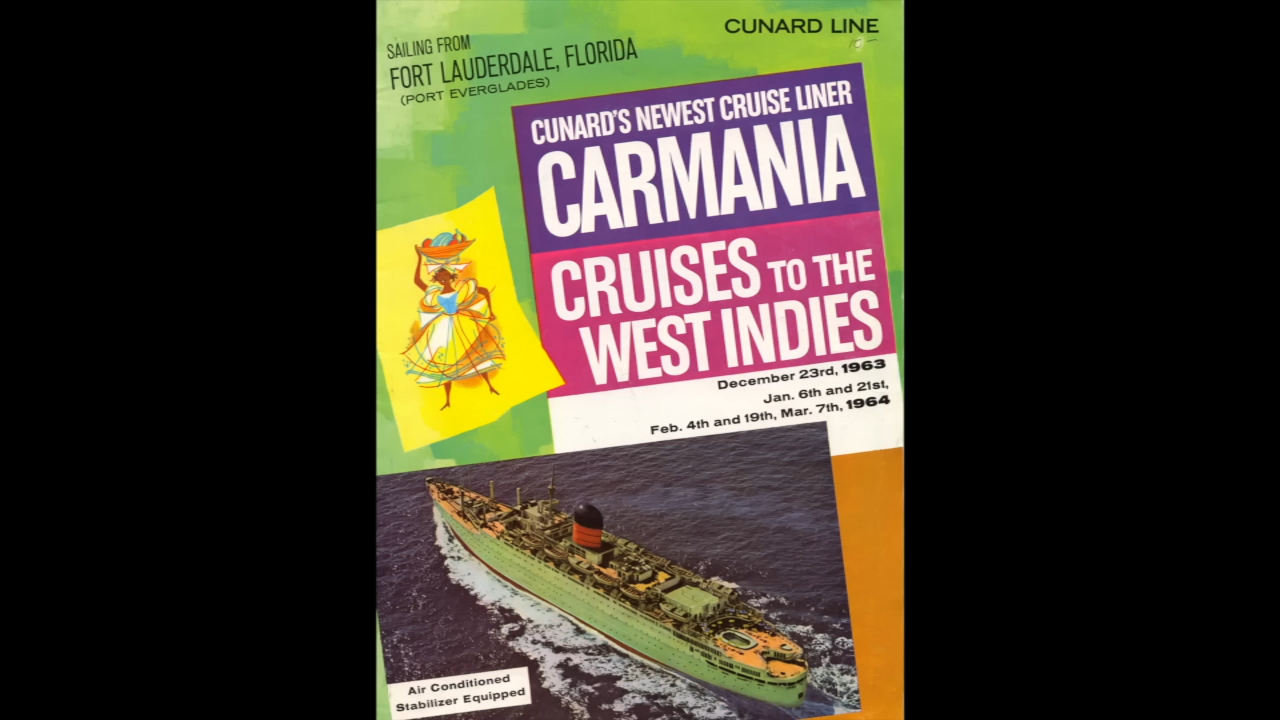 CUNARD LINE
SAILING FROM
FORT LAUDERDALE, FLORIDA
(PORT EVERGLADES)
CUNARD'S NEWEST CRUISE LINER
CARMANIA
CRUISES TO THE
WEST INDIES
December 23rd, 1963
Jan. 6th and 21st,
Feb. 4th and 19th, Mar. 7th, 1964
Air Conditioned
Stabilizer Equipped